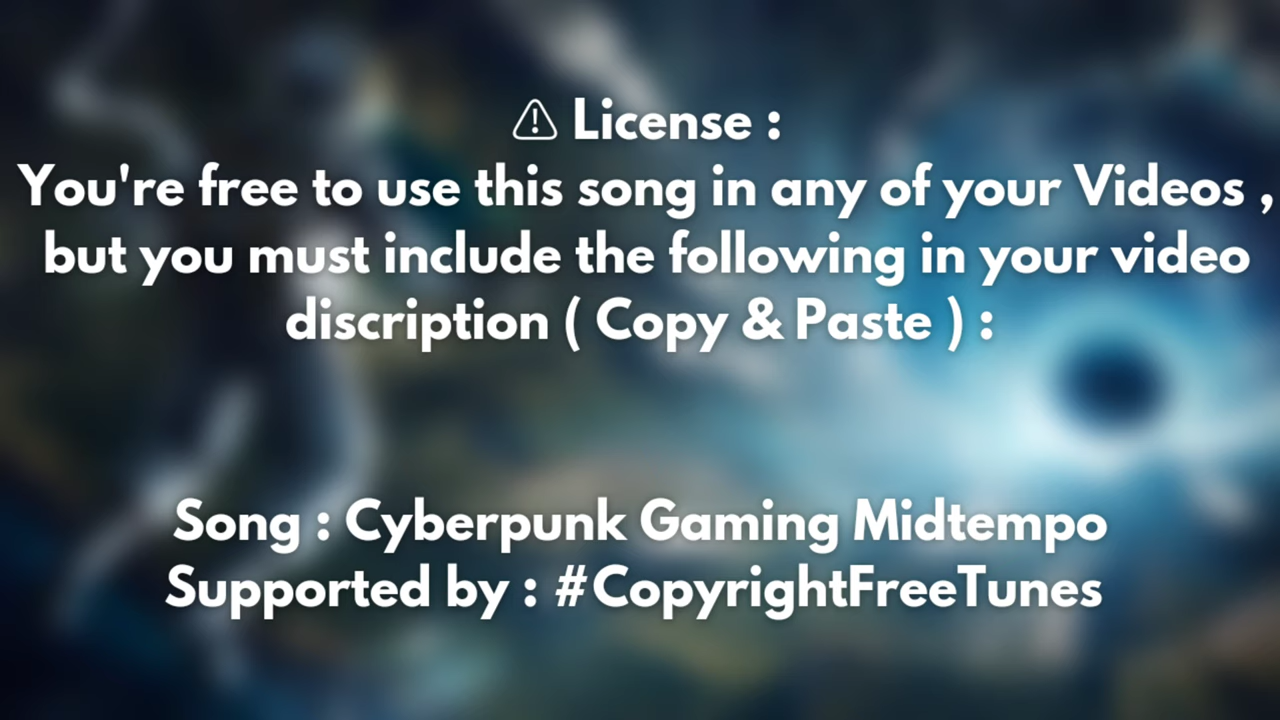 ⚠ License :
You're free to use this song in any of your Videos ,
but you must include the following in your video
discription ( Copy & Paste ) :
Song : Cyberpunk Gaming Midtempo
Supported by : #CopyrightFreeTunes